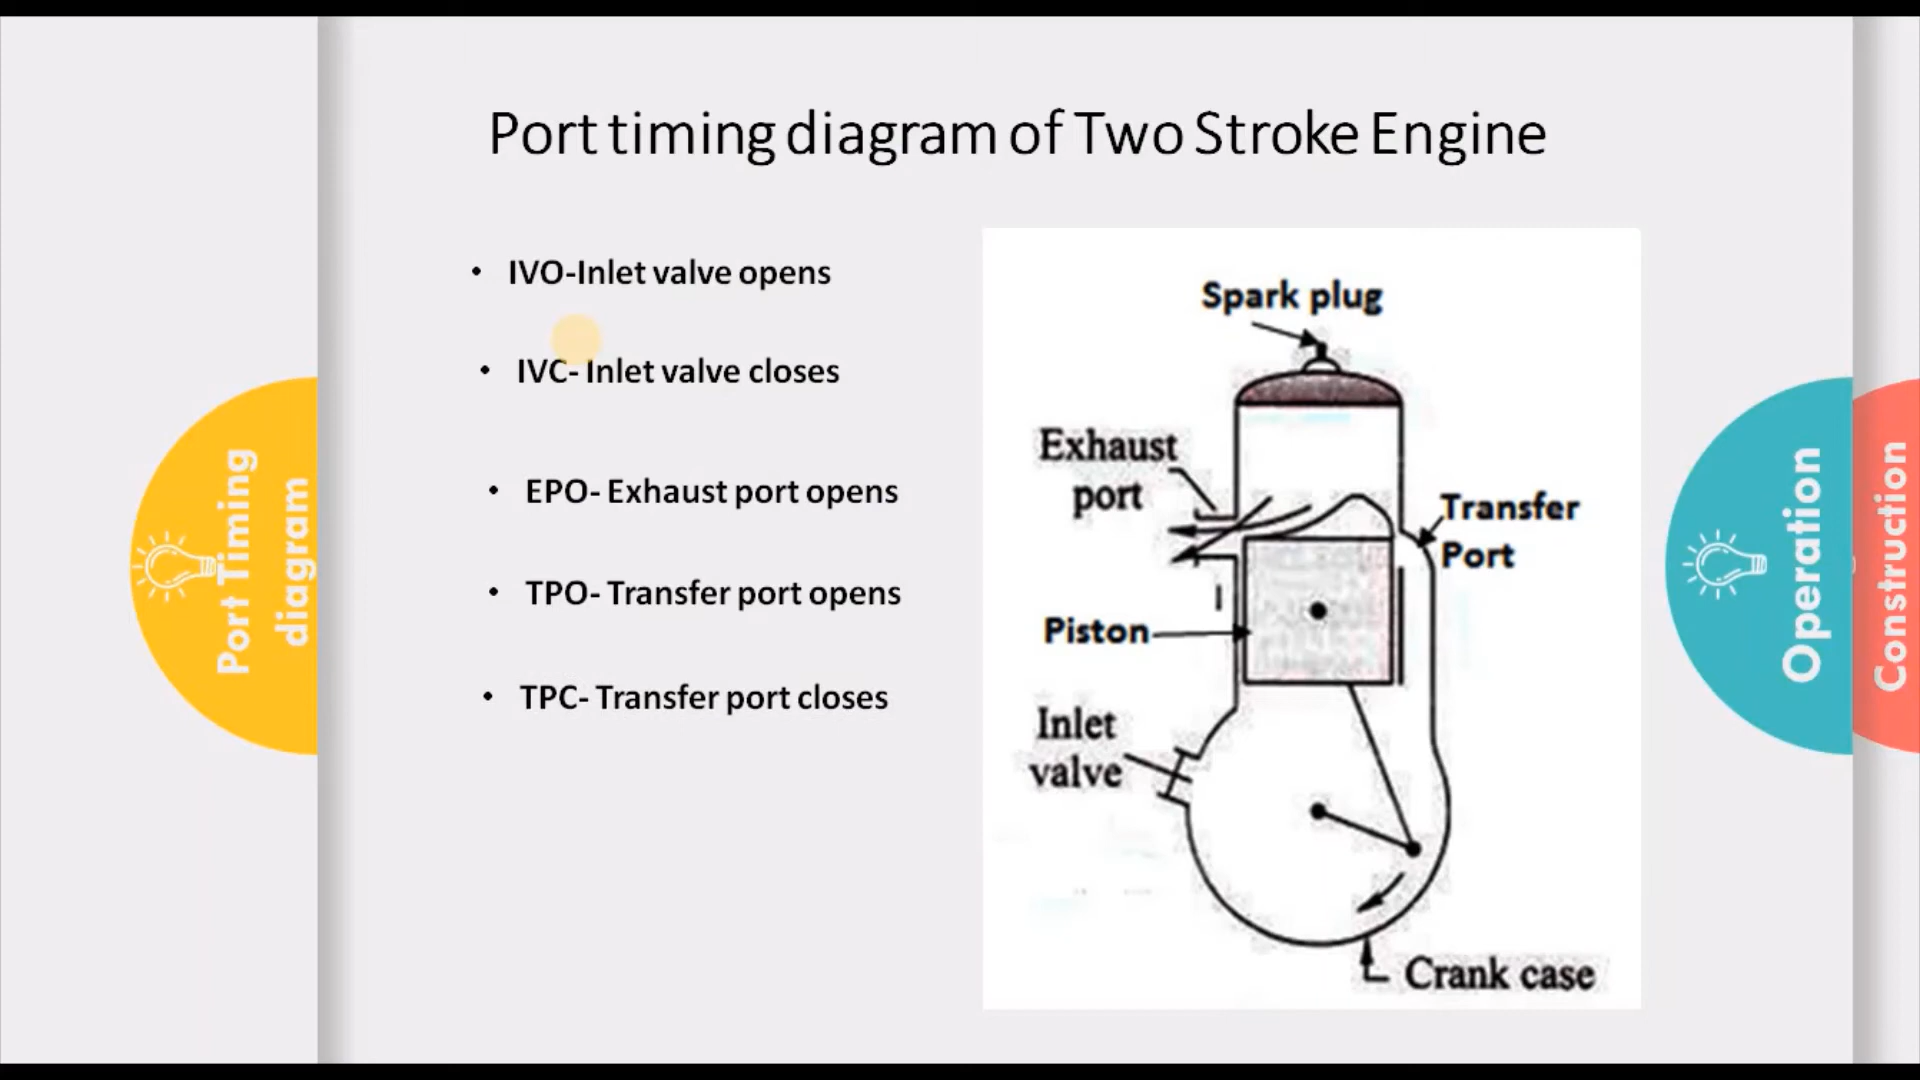 Port timing diagram of Two Stroke Engine
• IVO-Inlet valve opens
• IVC- Inlet valve closes
• EPO- Exhaust port opens
• TPO- Transfer port opens
• TPC- Transfer port closes
Spark plug
Exhaust
port
Transfer
Port
Piston
Inlet
valve
Crank case
Port Timing
diagram
Operation
Construction